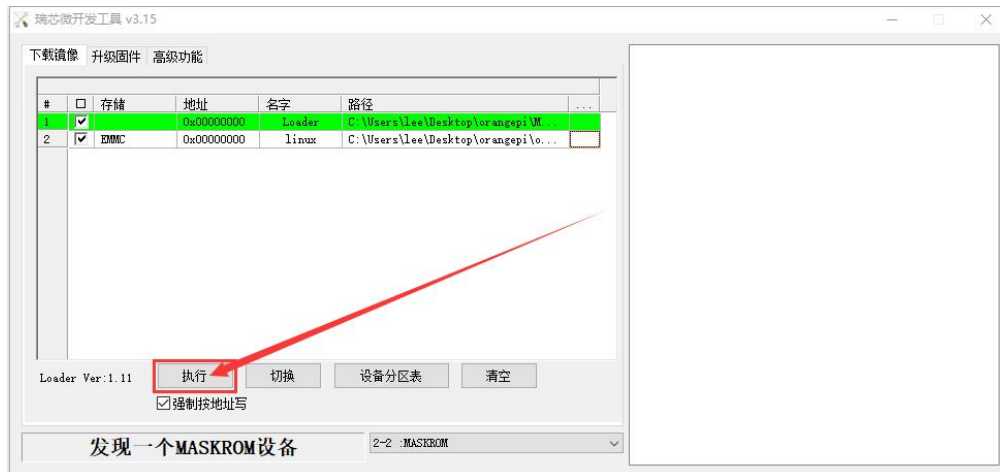 瑞芯微开发工具 v3.15
下载镜像 升级固件 高级功能
# 存储 地址 名字 路径 ...
1 0x00000000 Loader C:\Users\lee\Desktop\orangepi\M...
2 EMMC 0x00000000 linux C:\Users\lee\Desktop\orangepi\o...
Loader Ver:1.11 执行 切换 设备分区表 清空
强制按地址写
发现一个MASKROM设备 2-2 :MASKROM